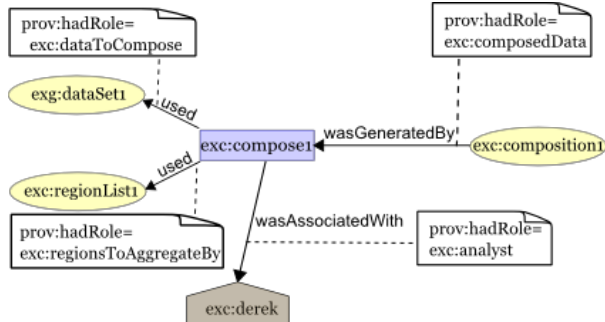 prov:hadRole=
exc:dataToCompose
prov:hadRole=
exc:composedData
exg:dataSet1
used
wasGeneratedBy
exc:compose1
exc:composition1
used
exc:regionList1
prov:hadRole=
exc:regionsToAggregateBy
wasAssociatedWith
prov:hadRole=
exc:analyst
exc:derek